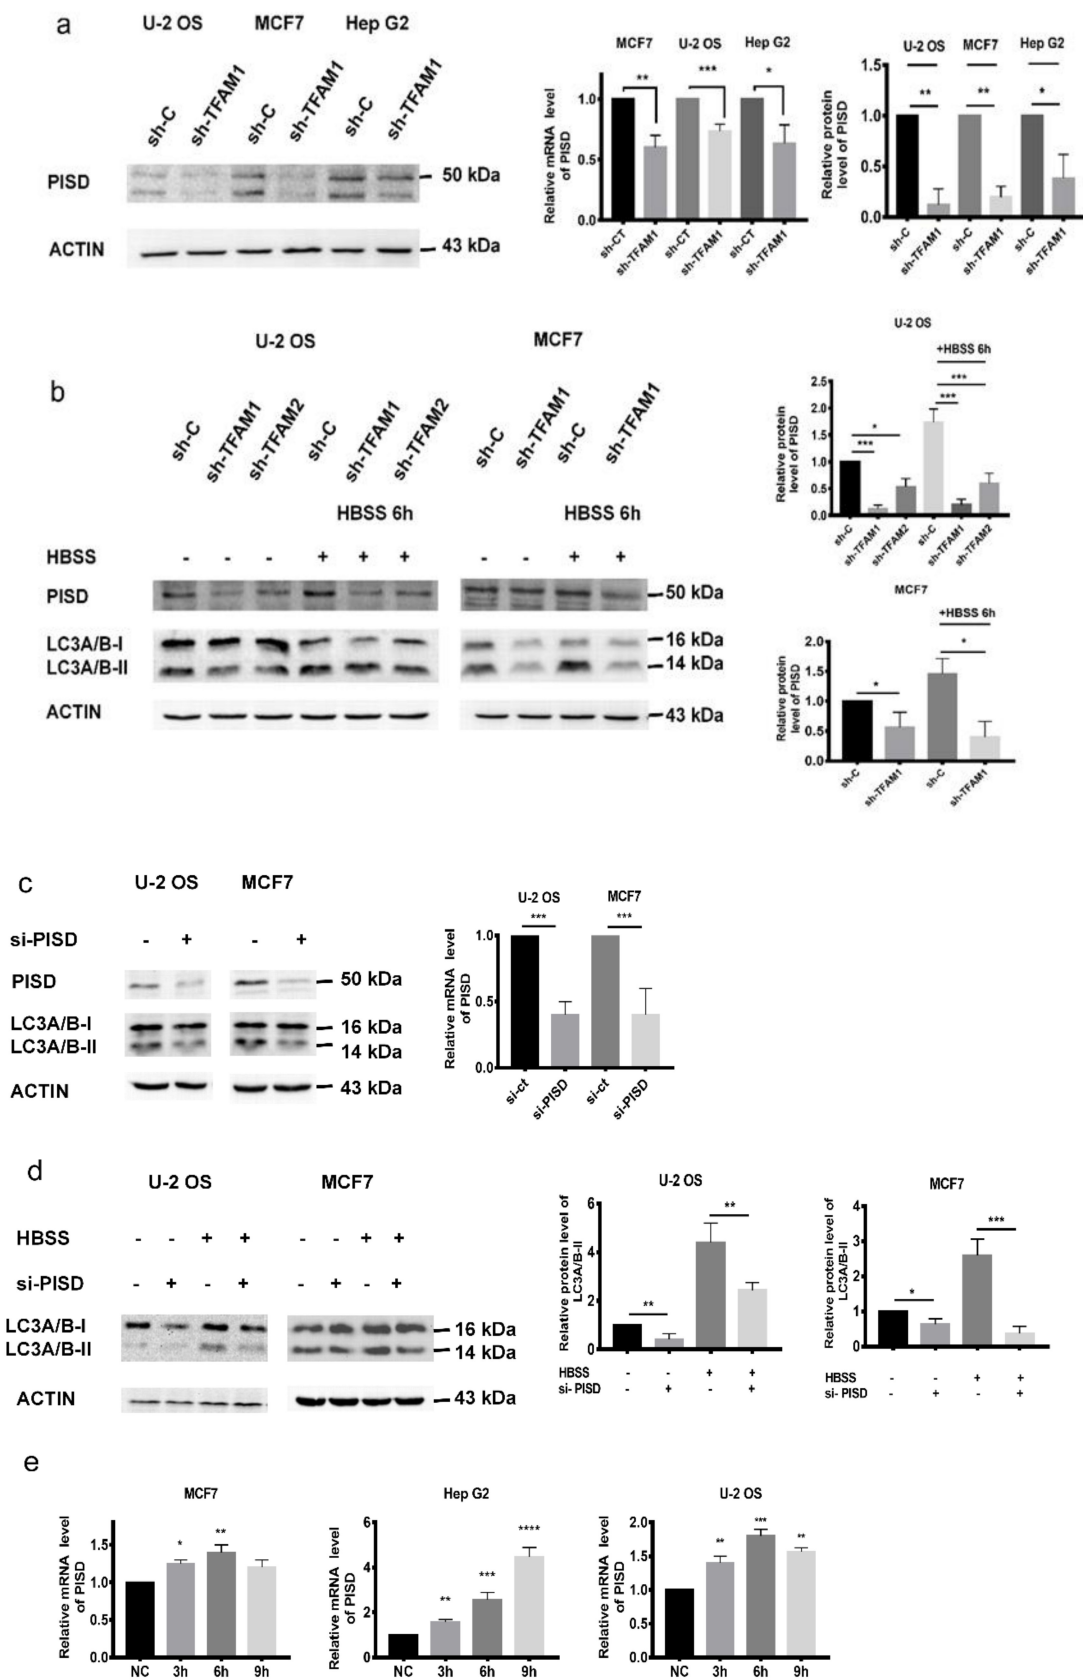 a
U-2 OS MCF7 Hep G2
sh-C sh-TFAM1 sh-C sh-TFAM1 sh-C sh-TFAM1
PISD
50 kDa
ACTIN
43 kDa
MCF7 U-2 OS Hep G2
** *** *
Relative mRNA level
of PISD
1.0
0.5
0.0
sh-CT sh-TFAM1 sh-CT sh-TFAM1 sh-CT sh-TFAM1
U-2 OS MCF7 Hep G2
** ** *
Relative protein
level of PISD
1.5
1.0
0.5
0.0
sh-C sh-TFAM1 sh-C sh-TFAM1 sh-C sh-TFAM1
b
U-2 OS MCF7
sh-C sh-TFAM1 sh-TFAM2 sh-C sh-TFAM1 sh-TFAM2 sh-C sh-TFAM1 sh-C sh-TFAM1
HBSS 6h HBSS 6h
HBSS - - - + + + - - + +
PISD
50 kDa
LC3A/B-I
16 kDa
LC3A/B-II
14 kDa
ACTIN
43 kDa
U-2 OS
+HBSS 6h
***
***
*
***
Relative protein
level of PISD
2.5
2.0
1.5
1.0
0.5
0.0
sh-C sh-TFAM1 sh-TFAM2 sh-C sh-TFAM1 sh-TFAM2
MCF7
+HBSS 6h
*
*
Relative protein
level of PISD
2.0
1.5
1.0
0.5
0.0
sh-C sh-TFAM1 sh-C sh-TFAM1
c
U-2 OS MCF7
si-PISD - + - +
PISD
50 kDa
LC3A/B-I
16 kDa
LC3A/B-II
14 kDa
ACTIN
43 kDa
U-2 OS MCF7
*** ***
Relative mRNA level
of PISD
1.0
0.5
0.0
si-ct si-PISD si-ct si-PISD
d
U-2 OS MCF7
HBSS - - + + - - + +
si-PISD - + - + - + - +
LC3A/B-I
16 kDa
LC3A/B-II
14 kDa
ACTIN
43 kDa
U-2 OS
** **
Relative protein level of
LC3A/B-II
6
4
2
0
HBSS - - + +
si- PISD - + - +
MCF7
* ***
Relative protein level of
LC3A/B-II
4
3
2
1
0
HBSS - - + +
si- PISD - + - +
e
MCF7
* **
Relative mRNA level
of PISD
1.5
1.0
0.5
0.0
NC 3h 6h 9h
Hep G2
** *** ****
Relative mRNA level
of PISD
6
4
2
0
NC 3h 6h 9h
U-2 OS
** *** **
Relative mRNA level
of PISD
2.0
1.5
1.0
0.5
0.0
NC 3h 6h 9h